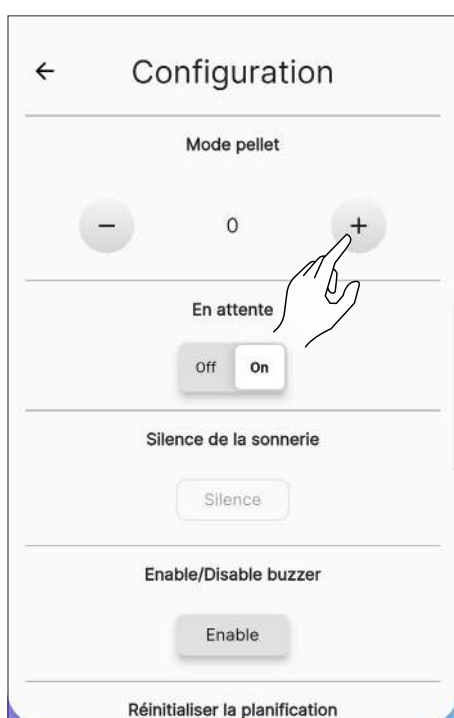 ← Configuration
Mode pellet
− 0 +
En attente
Off On
Silence de la sonnerie
Silence
Enable/Disable buzzer
Enable
Réinitialiser la planification